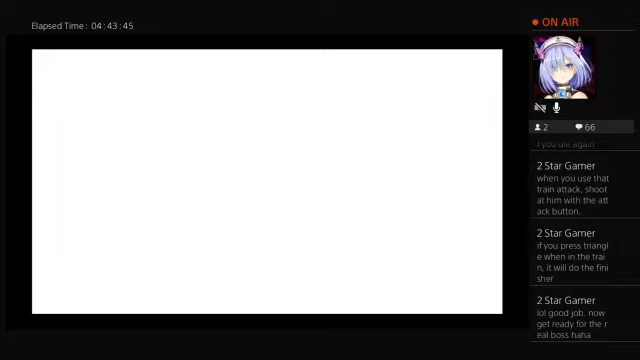 Elapsed Time : 04 : 43 : 45
ON AIR
2
66
t you die again
2 Star Gamer
when you use that
train attack, shoot
at him with the att
ack button.
2 Star Gamer
if you press triangl
e when in the trai
n, it will do the fini
sher
2 Star Gamer
lol good job. now
get ready for the r
eal boss haha